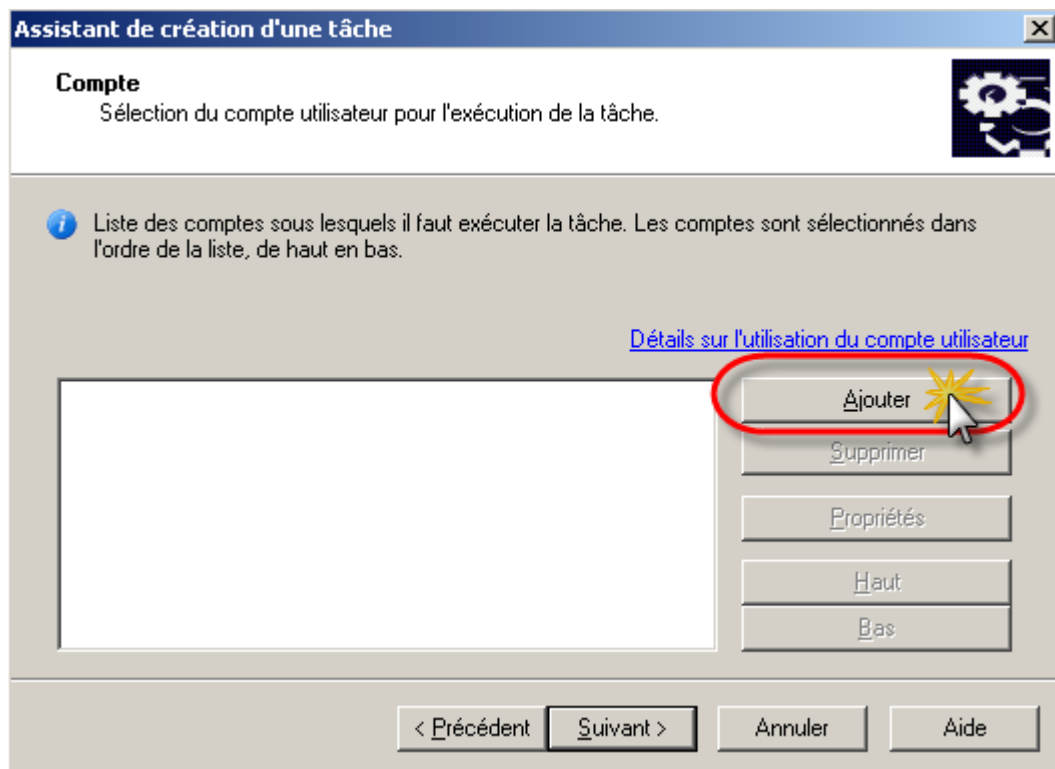 Assistant de création d'une tâche
Compte
Sélection du compte utilisateur pour l'exécution de la tâche.
Liste des comptes sous lesquels il faut exécuter la tâche. Les comptes sont sélectionnés dans
l'ordre de la liste, de haut en bas.
Détails sur l'utilisation du compte utilisateur
Ajouter
Supprimer
Propriétés
Haut
Bas
< Précédent Suivant > Annuler Aide